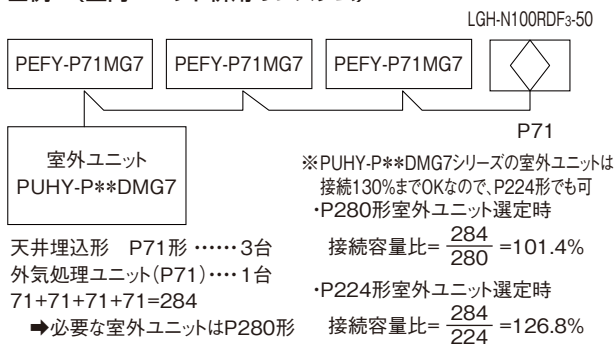 LGH-N100RDF3-50
PEFY-P71MG7
PEFY-P71MG7
PEFY-P71MG7
P71
室外ユニット
PUHY-P**DMG7
天井埋込形 P71形 ……3台
外気処理ユニット(P71)‥‥1台
71+71+71+71=284
➡必要な室外ユニットはP280形
※PUHY-P**DMG7シリーズの室外ユニットは
接続130%までOKなので、P224形でも可
・P280形室外ユニット選定時
接続容量比= 284/280 =101.4%
・P224形室外ユニット選定時
接続容量比= 284/224 =126.8%